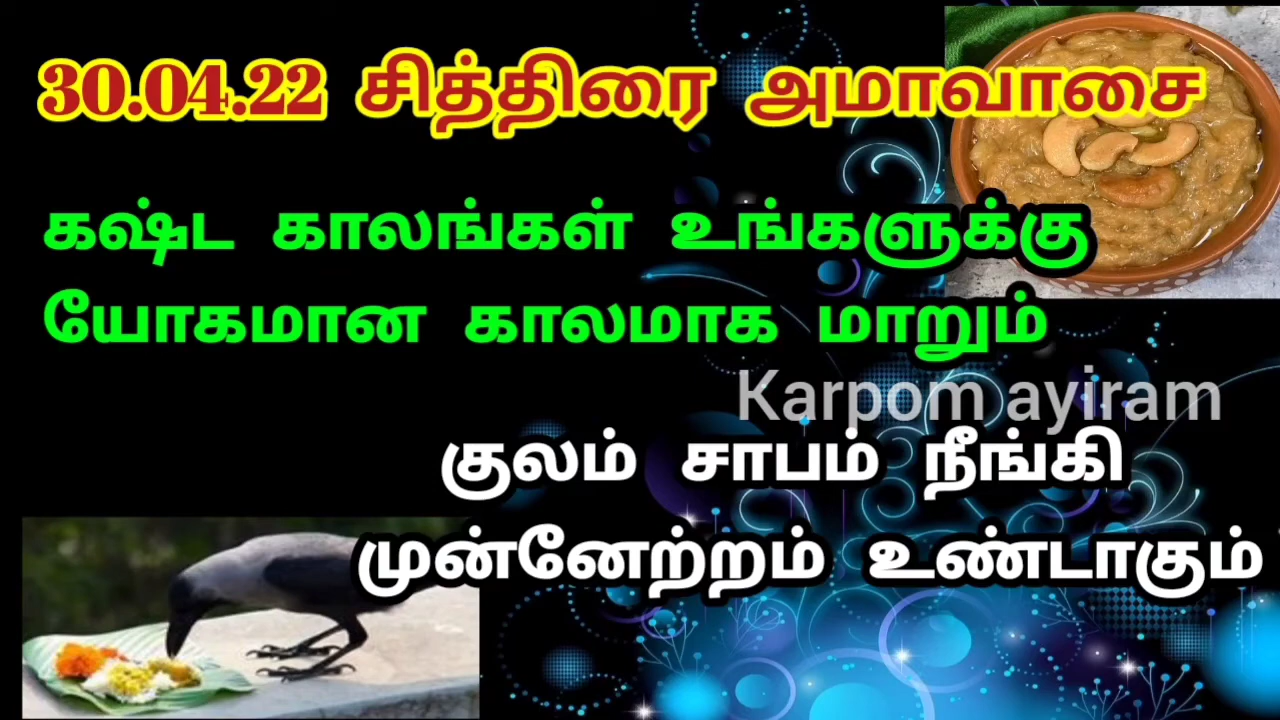 30.04.22 சித்திரை அமாவாசை
கஷ்ட காலங்கள் உங்களுக்கு
யோகமான காலமாக மாறும்
Karpom ayiram
குலம் சாபம் நீங்கி
முன்னேற்றம் உண்டாகும்